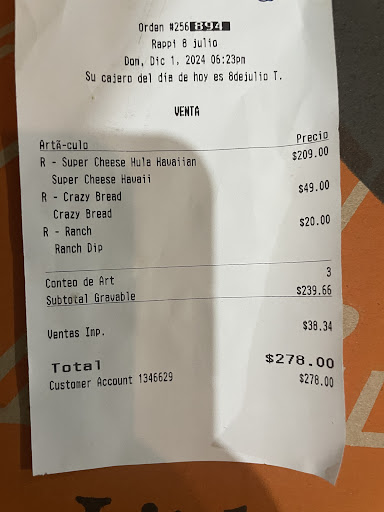 Orden #256894
Rappi 8 julio
Dom, Dic 1, 2024 06:23pm
Su cajero del dia de hoy es 8dejulio T.
VENTA
Artã-culo Precio
R - Super Cheese Hula Hawaiian $209.00
Super Cheese Hawaii
R - Crazy Bread $49.00
Crazy Bread
R - Ranch $20.00
Ranch Dip
Conteo de Art 3
Subtotal Gravable $239.66
Ventas Imp. $38.34
Total $278.00
Customer Account 1346629 $278.00